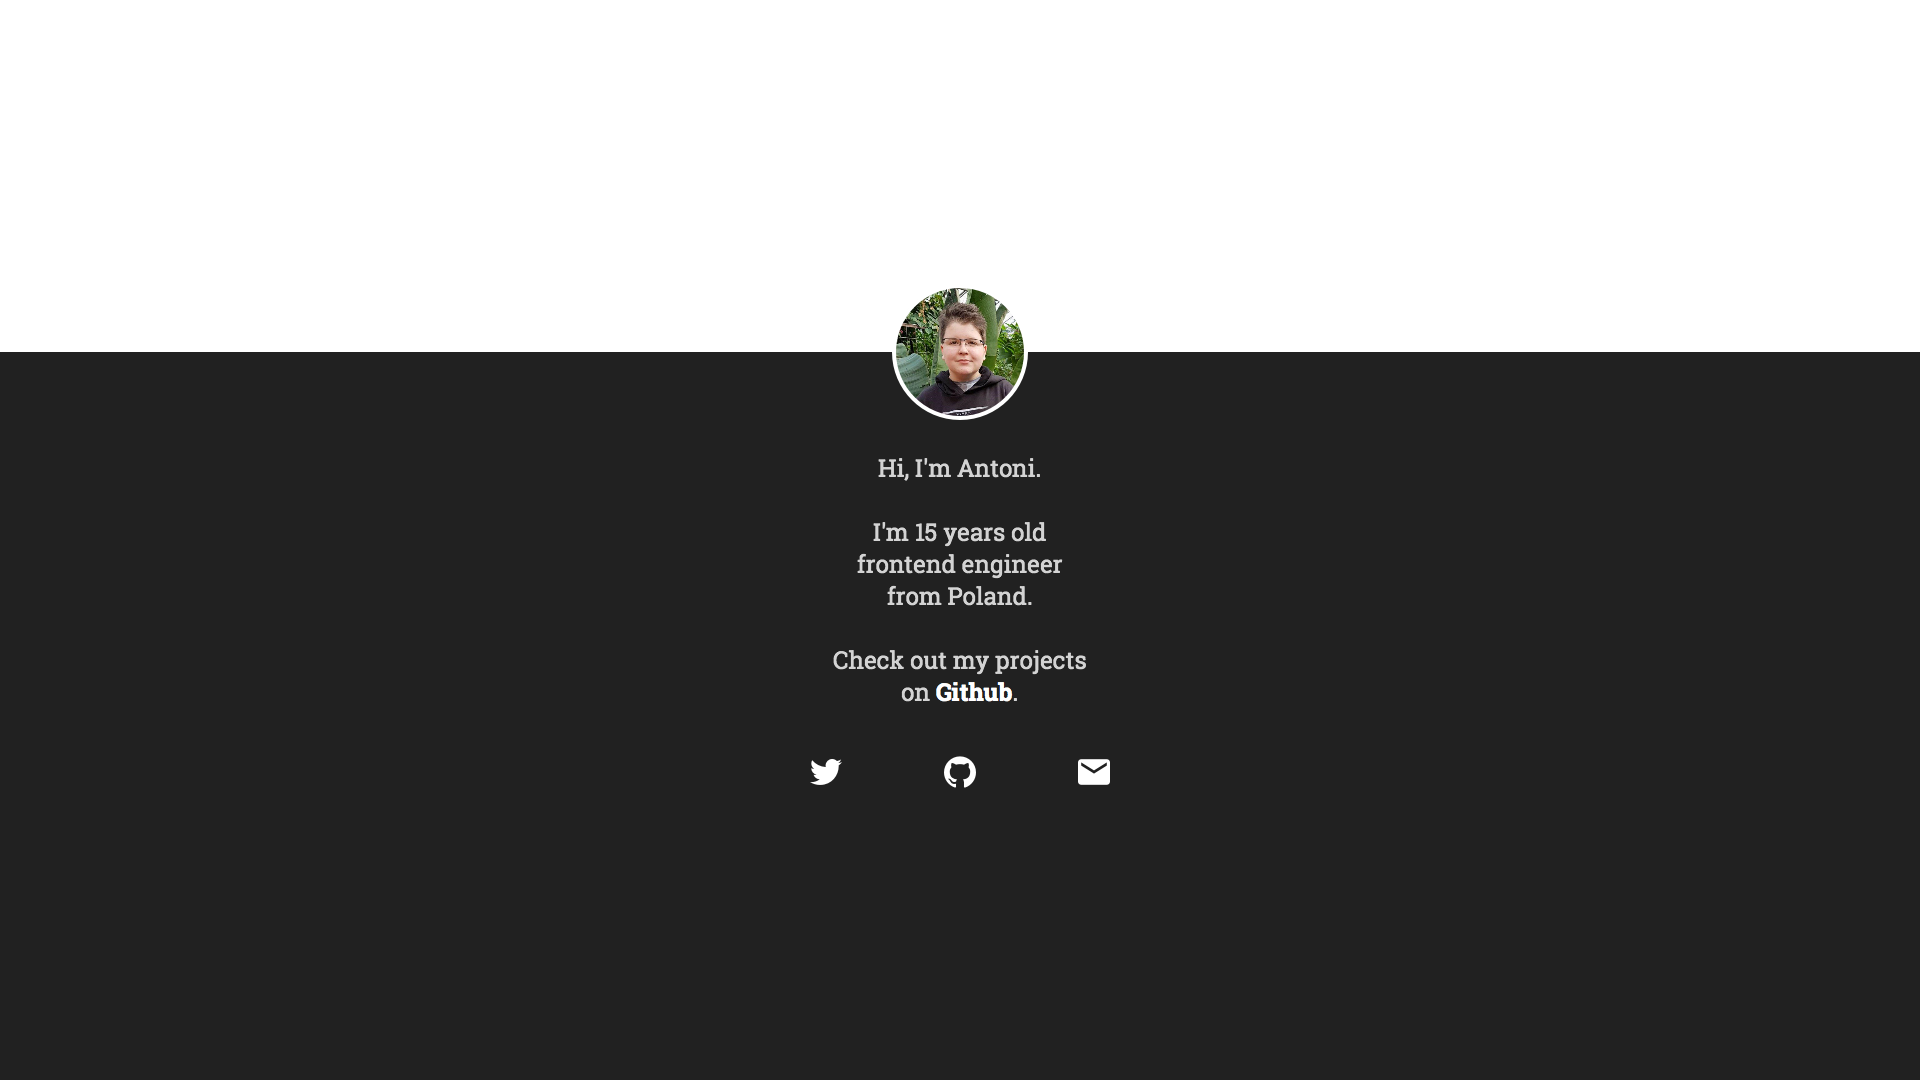 Hi, I'm Antoni.
I'm 15 years old
frontend engineer
from Poland.
Check out my projects
on Github.